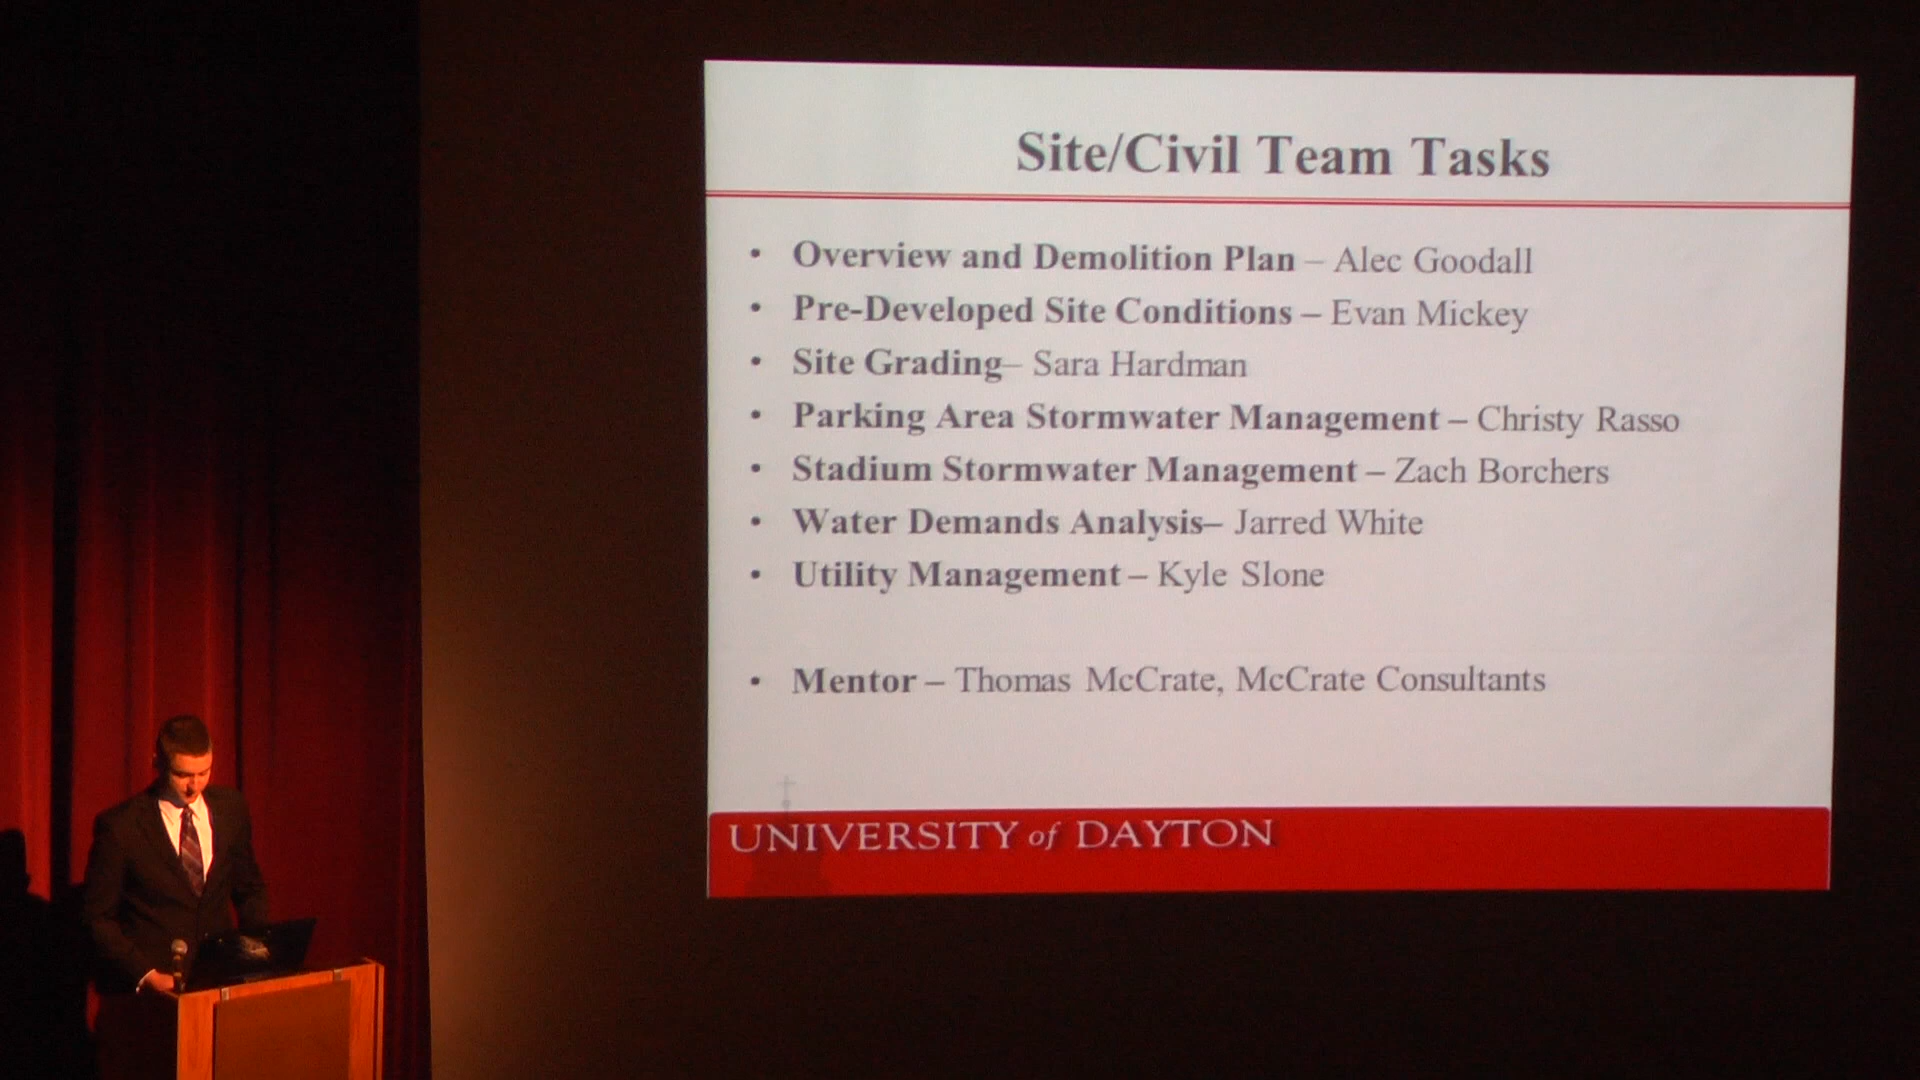 Site/Civil Team Tasks
• Overview and Demolition Plan – Alec Goodall
• Pre-Developed Site Conditions – Evan Mickey
• Site Grading– Sara Hardman
• Parking Area Stormwater Management – Christy Rasso
• Stadium Stormwater Management – Zach Borchers
• Water Demands Analysis– Jarred White
• Utility Management – Kyle Slone
• Mentor – Thomas McCrate, McCrate Consultants
UNIVERSITY of DAYTON